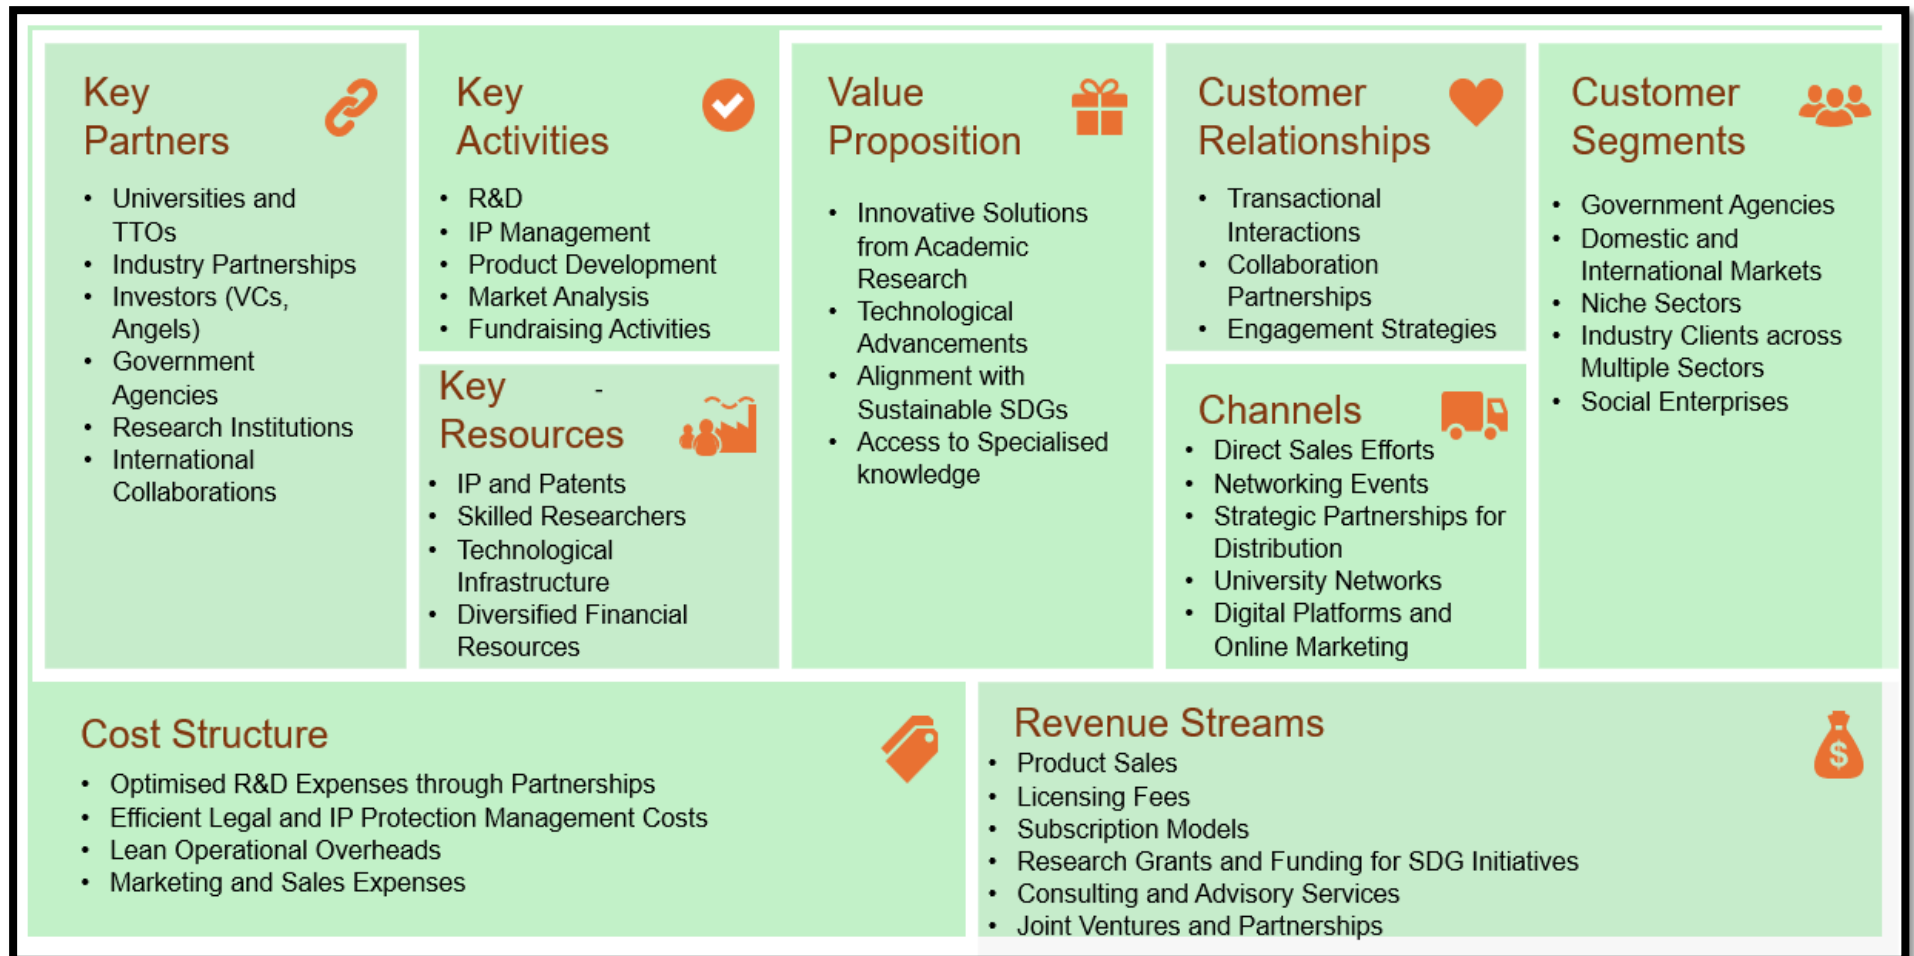 Key
Partners
• Universities and
TTOs
• Industry Partnerships
• Investors (VCs,
Angels)
• Government
Agencies
• Research Institutions
• International
Collaborations
Key
Activities
• R&D
• IP Management
• Product Development
• Market Analysis
• Fundraising Activities
Key -
Resources
• IP and Patents
• Skilled Researchers
• Technological
Infrastructure
• Diversified Financial
Resources
Value
Proposition
• Innovative Solutions
from Academic
Research
• Technological
Advancements
• Alignment with
Sustainable SDGs
• Access to Specialised
knowledge
Customer
Relationships
• Transactional
Interactions
• Collaboration
Partnerships
• Engagement Strategies
Channels
• Direct Sales Efforts
• Networking Events
• Strategic Partnerships for
Distribution
• University Networks
• Digital Platforms and
Online Marketing
Customer
Segments
• Government Agencies
• Domestic and
International Markets
• Niche Sectors
• Industry Clients across
Multiple Sectors
• Social Enterprises
Cost Structure
• Optimised R&D Expenses through Partnerships
• Efficient Legal and IP Protection Management Costs
• Lean Operational Overheads
• Marketing and Sales Expenses
Revenue Streams
• Product Sales
• Licensing Fees
• Subscription Models
• Research Grants and Funding for SDG Initiatives
• Consulting and Advisory Services
• Joint Ventures and Partnerships
$